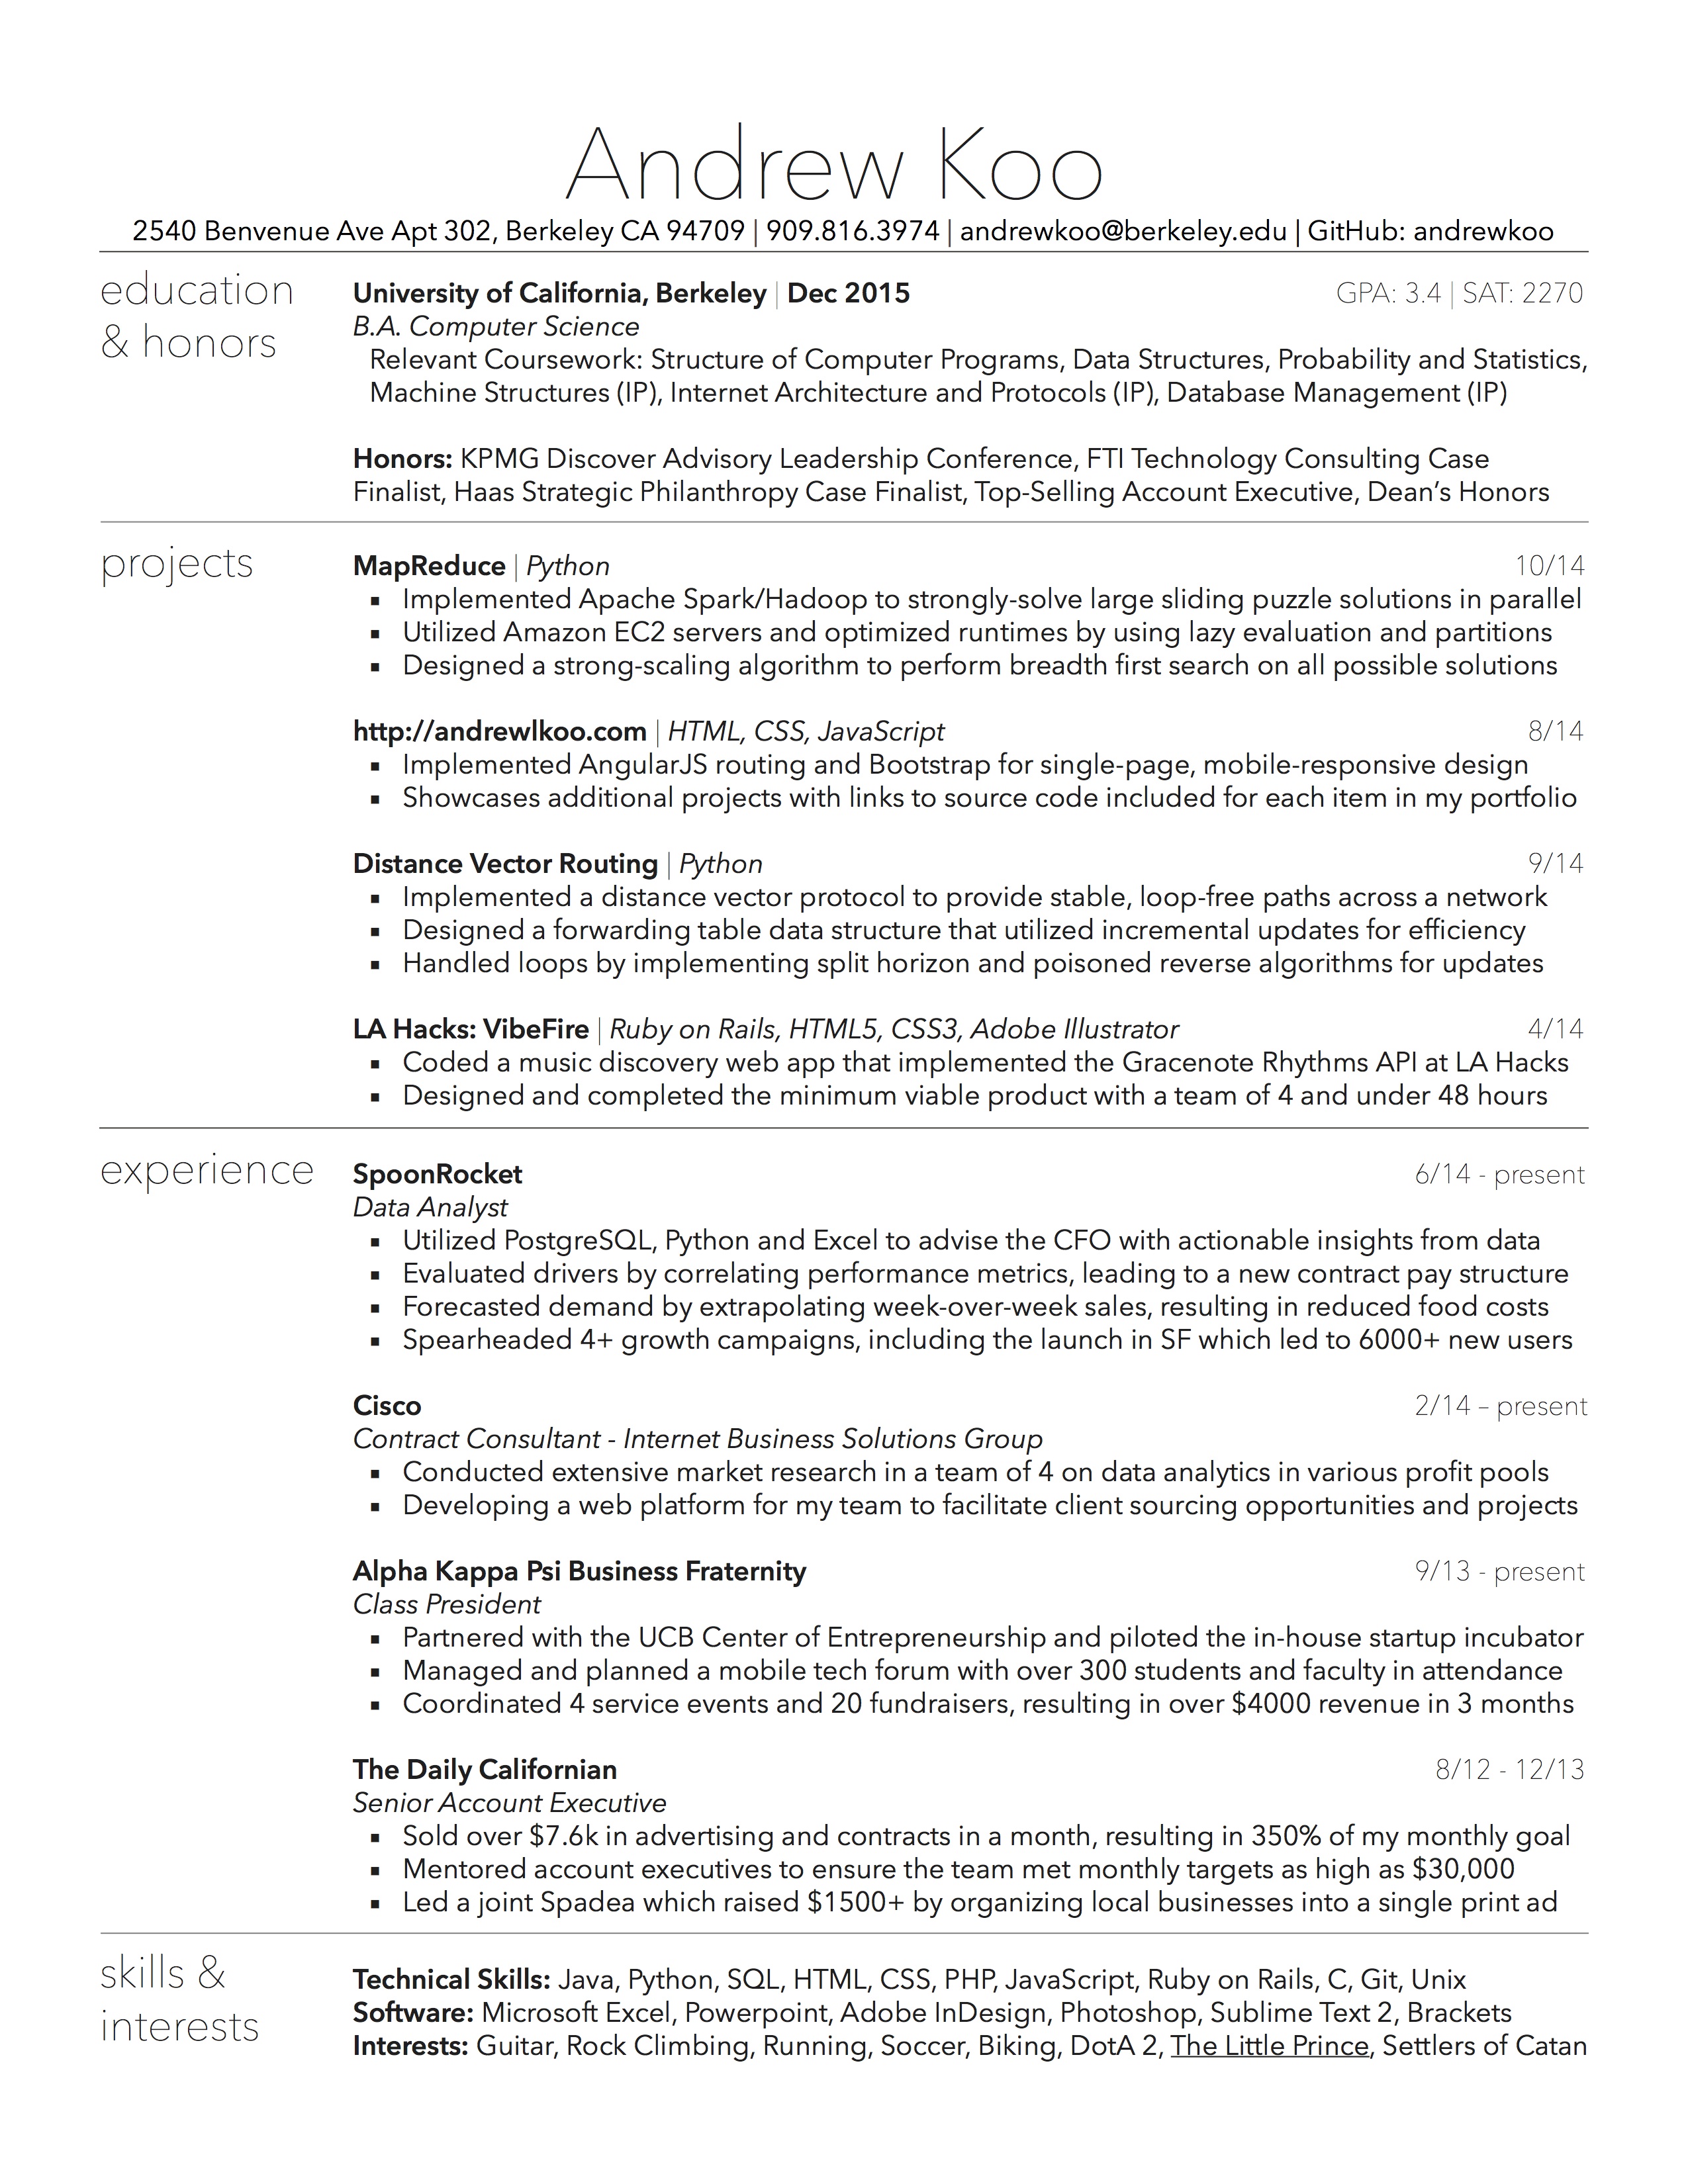 Andrew Koo
2540 Benvenue Ave Apt 302, Berkeley CA 94709 | 909.816.3974 | andrewkoo@berkeley.edu | GitHub: andrewkoo
education
& honors
University of California, Berkeley | Dec 2015 GPA: 3.4 | SAT: 2270
B.A. Computer Science
Relevant Coursework: Structure of Computer Programs, Data Structures, Probability and Statistics,
Machine Structures (IP), Internet Architecture and Protocols (IP), Database Management (IP)
Honors: KPMG Discover Advisory Leadership Conference, FTI Technology Consulting Case
Finalist, Haas Strategic Philanthropy Case Finalist, Top-Selling Account Executive, Dean’s Honors
projects
MapReduce | Python 10/14
▪ Implemented Apache Spark/Hadoop to strongly-solve large sliding puzzle solutions in parallel
▪ Utilized Amazon EC2 servers and optimized runtimes by using lazy evaluation and partitions
▪ Designed a strong-scaling algorithm to perform breadth first search on all possible solutions
http://andrewlkoo.com | HTML, CSS, JavaScript 8/14
▪ Implemented AngularJS routing and Bootstrap for single-page, mobile-responsive design
▪ Showcases additional projects with links to source code included for each item in my portfolio
Distance Vector Routing | Python 9/14
▪ Implemented a distance vector protocol to provide stable, loop-free paths across a network
▪ Designed a forwarding table data structure that utilized incremental updates for efficiency
▪ Handled loops by implementing split horizon and poisoned reverse algorithms for updates
LA Hacks: VibeFire | Ruby on Rails, HTML5, CSS3, Adobe Illustrator 4/14
▪ Coded a music discovery web app that implemented the Gracenote Rhythms API at LA Hacks
▪ Designed and completed the minimum viable product with a team of 4 and under 48 hours
experience
SpoonRocket 6/14 - present
Data Analyst
▪ Utilized PostgreSQL, Python and Excel to advise the CFO with actionable insights from data
▪ Evaluated drivers by correlating performance metrics, leading to a new contract pay structure
▪ Forecasted demand by extrapolating week-over-week sales, resulting in reduced food costs
▪ Spearheaded 4+ growth campaigns, including the launch in SF which led to 6000+ new users
Cisco 2/14 – present
Contract Consultant - Internet Business Solutions Group
▪ Conducted extensive market research in a team of 4 on data analytics in various profit pools
▪ Developing a web platform for my team to facilitate client sourcing opportunities and projects
Alpha Kappa Psi Business Fraternity 9/13 - present
Class President
▪ Partnered with the UCB Center of Entrepreneurship and piloted the in-house startup incubator
▪ Managed and planned a mobile tech forum with over 300 students and faculty in attendance
▪ Coordinated 4 service events and 20 fundraisers, resulting in over $4000 revenue in 3 months
The Daily Californian 8/12 - 12/13
Senior Account Executive
▪ Sold over $7.6k in advertising and contracts in a month, resulting in 350% of my monthly goal
▪ Mentored account executives to ensure the team met monthly targets as high as $30,000
▪ Led a joint Spadea which raised $1500+ by organizing local businesses into a single print ad
skills &
interests
Technical Skills: Java, Python, SQL, HTML, CSS, PHP, JavaScript, Ruby on Rails, C, Git, Unix
Software: Microsoft Excel, Powerpoint, Adobe InDesign, Photoshop, Sublime Text 2, Brackets
Interests: Guitar, Rock Climbing, Running, Soccer, Biking, DotA 2, The Little Prince, Settlers of Catan